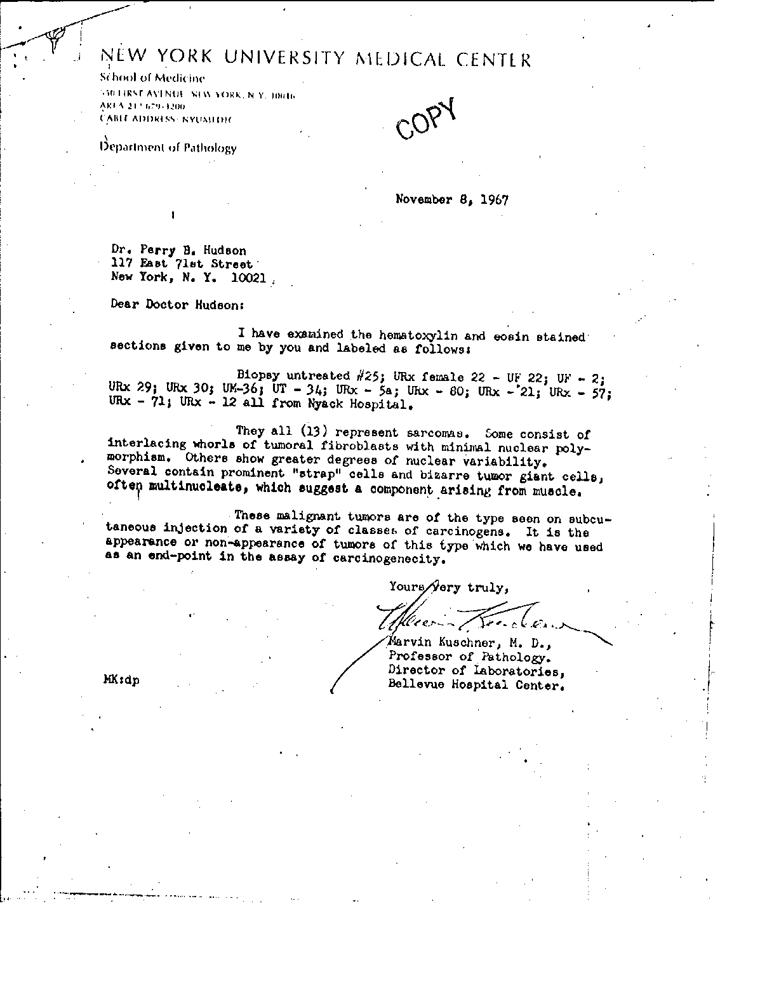 NEW YORK UNIVERSITY MEDICAL CENTER
School of Medicine
550 FIRST AVENUE, NEW YORK, N.Y. 10016
AREA 212 679-3200
CABLE ADDRESS: NYUMEDIC
Department of Pathology
COPY
November 8, 1967
Dr. Perry B. Hudson
117 East 71st Street
New York, N. Y. 10021
Dear Doctor Hudson:
I have examined the hematoxylin and eosin stained
sections given to me by you and labeled as follows:
Biopsy untreated #25; URx female 22 - UF 22; UF - 2;
URx 29; URx 30; UM-36; UT - 34; URx - 5a; URx - 80; URx - 21; URx - 57;
URx - 71; URx - 12 all from Nyack Hospital.
They all (13) represent sarcomas. Some consist of
interlacing whorls of tumoral fibroblasts with minimal nuclear poly-
morphism. Others show greater degrees of nuclear variability.
Several contain prominent "strap" cells and bizarre tumor giant cells,
often multinucleate, which suggest a component arising from muscle.
These malignant tumors are of the type seen on subcu-
taneous injection of a variety of classes of carcinogens. It is the
appearance or non-appearance of tumors of this type which we have used
as an end-point in the assay of carcinogenecity.
Yours very truly,
Marvin Kuschner
Marvin Kuschner, M. D.,
Professor of Pathology.
Director of Laboratories,
Bellevue Hospital Center.
MK:dp